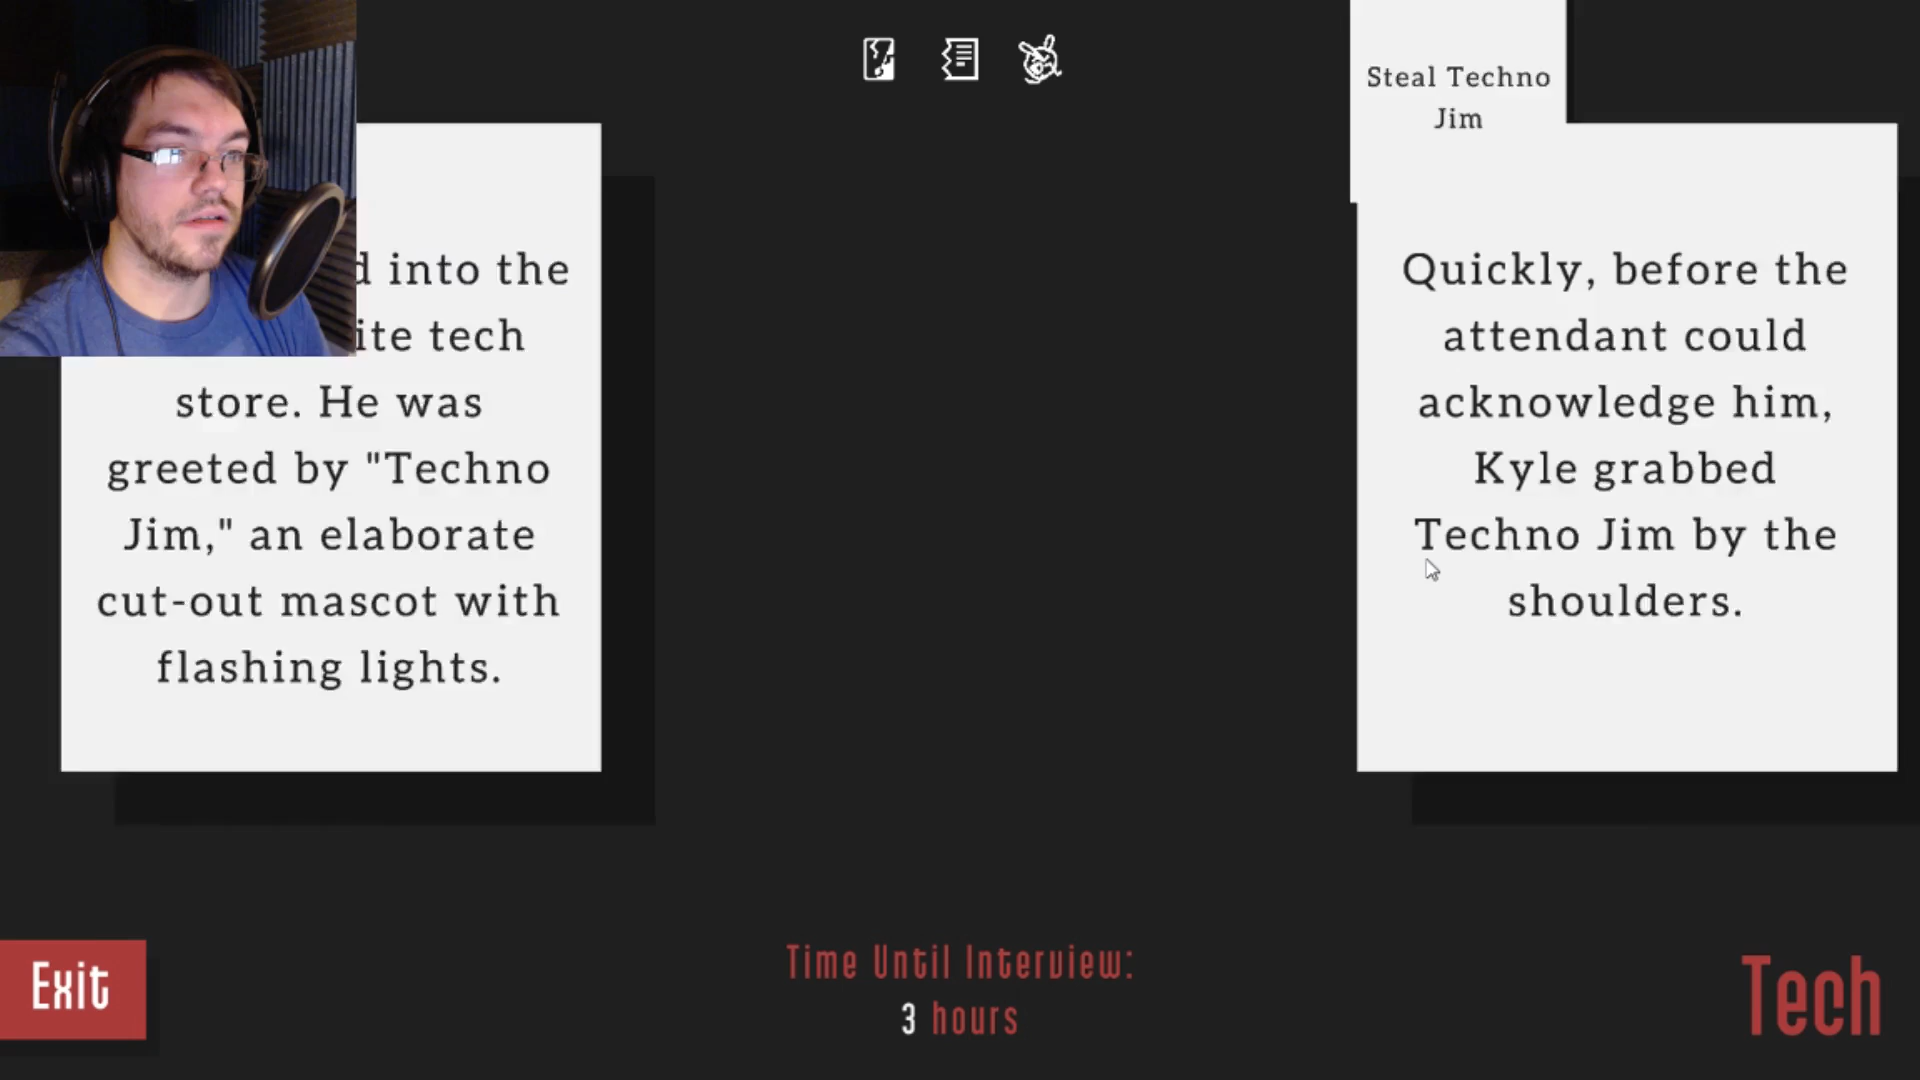 into the
tech
store. He was
greeted by "Techno
Jim," an elaborate
cut-out mascot with
flashing lights.
Steal Techno
Jim
Quickly, before the
attendant could
acknowledge him,
Kyle grabbed
Techno Jim by the
shoulders.
Exit
Time Until Interview:
3 hours
Tech